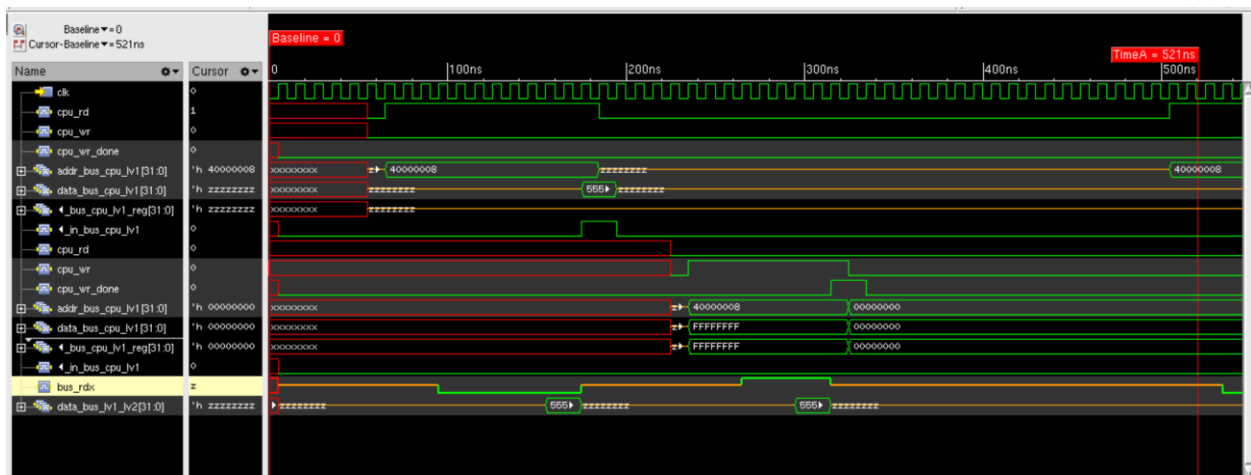 Baseline ▾ = 0
Cursor-Baseline ▾ = 521ns
Baseline = 0
TimeA = 521ns
Name Cursor 0 100ns 200ns 300ns 400ns 500ns
clk 0
cpu_rd 1
cpu_wr 0
cpu_wr_done 0
addr_bus_cpu_lv1[31:0] 'h 40000008 xxxxxxxx z 40000008 zzzzzzzz 40000008
data_bus_cpu_lv1[31:0] 'h zzzzzzzz xxxxxxxx zzzzzzzz 555 zzzzzzzz
_bus_cpu_lv1_reg[31:0] 'h zzzzzzzz xxxxxxxx zzzzzzzz
_in_bus_cpu_lv1 0
cpu_rd 0
cpu_wr 0
cpu_wr_done 0
addr_bus_cpu_lv1[31:0] 'h 00000000 xxxxxxxx z 40000008 00000000
data_bus_cpu_lv1[31:0] 'h 00000000 xxxxxxxx z FFFFFFFF 00000000
_bus_cpu_lv1_reg[31:0] 'h 00000000 xxxxxxxx z FFFFFFFF 00000000
_in_bus_cpu_lv1 0
bus_rdx z
data_bus_lv1_lv2[31:0] 'h zzzzzzzz zzzzzzzz 555 zzzzzzzz 555 zzzzzzzz